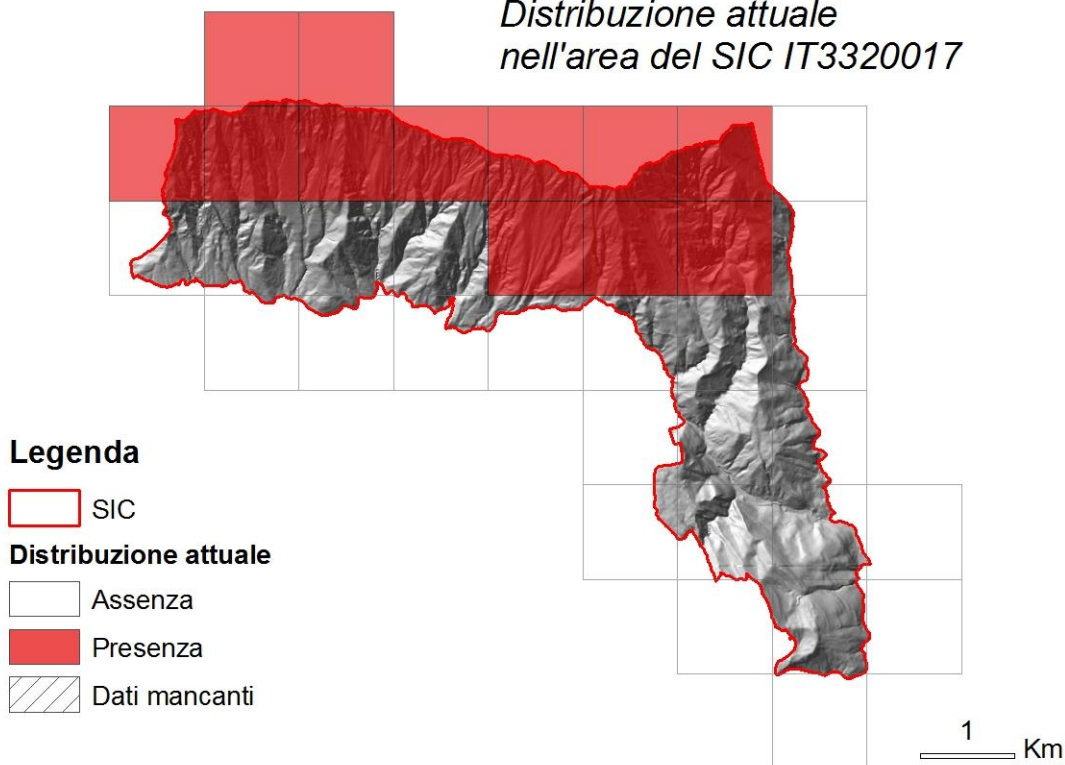 Distribuzione attuale
nell'area del SIC IT3320017
Legenda
SIC
Distribuzione attuale
Assenza
Presenza
Dati mancanti
1
Km